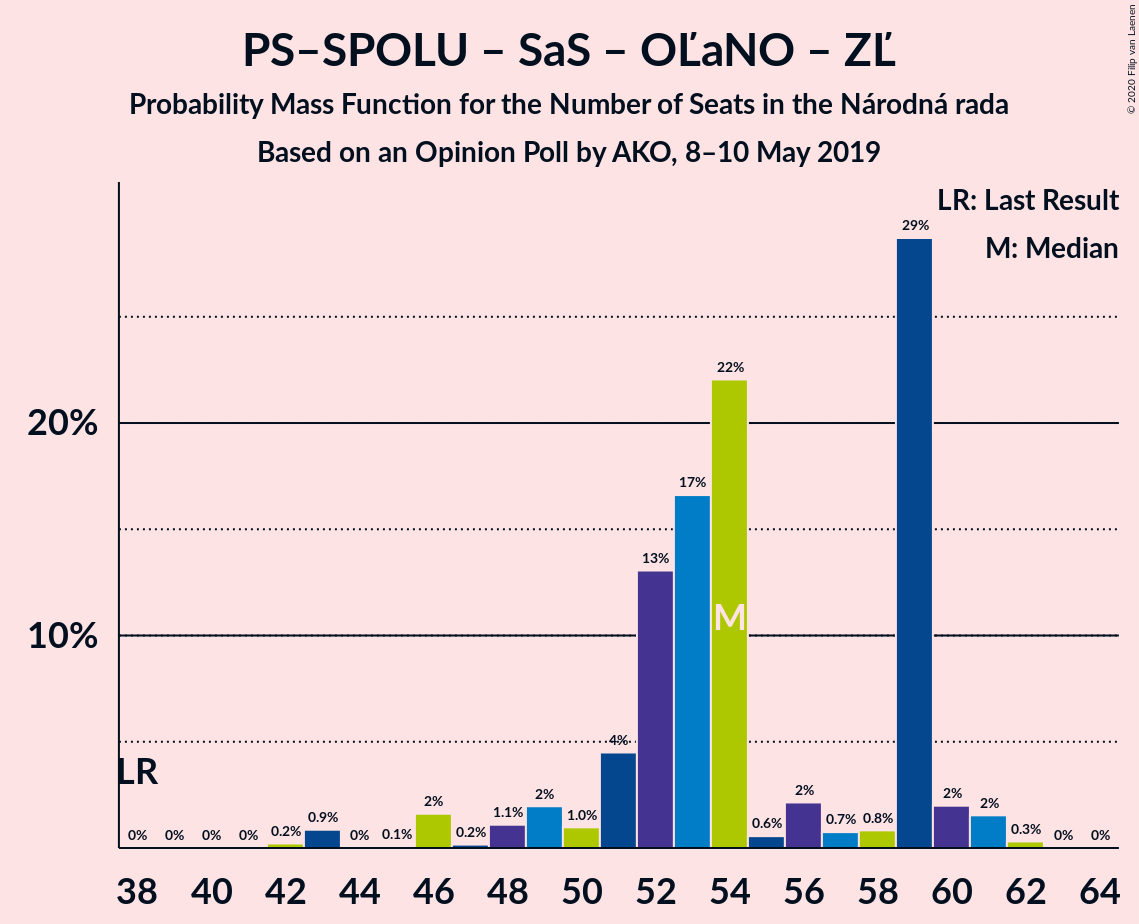 PS–SPOLU – SaS – OĽaNO – ZĽ
Probability Mass Function for the Number of Seats in the Národná rada
Based on an Opinion Poll by AKO, 8–10 May 2019
© 2020 Filip van Laenen
LR: Last Result
M: Median
29%
22%
20%
17%
13%
M
10%
4%
LR
0% 0% 0% 0% 0.2% 0.9% 0% 0.1% 2% 0.2% 1.1% 2% 1.0% 0.6% 2% 0.7% 0.8% 2% 2% 0.3% 0% 0%
38 40 42 44 46 48 50 52 54 56 58 60 62 64